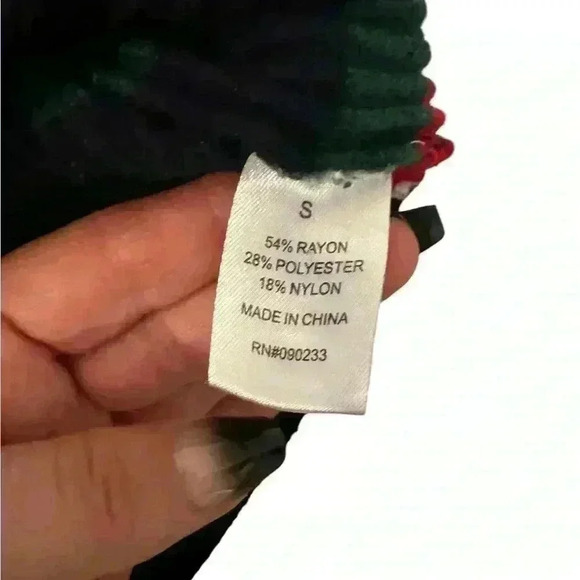 S
54% RAYON
28% POLYESTER
18% NYLON
MADE IN CHINA
RN#090233